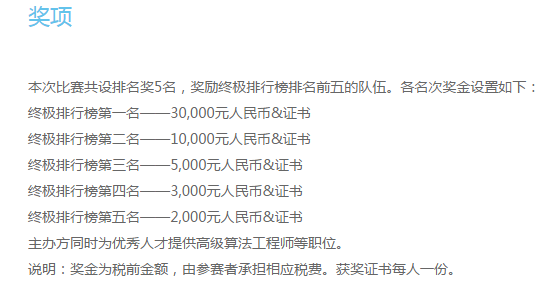 奖项
本次比赛共设排名奖5名，奖励终极排行榜排名前五的队伍。各名次奖金设置如下：
终极排行榜第一名——30,000元人民币&证书
终极排行榜第二名——10,000元人民币&证书
终极排行榜第三名——5,000元人民币&证书
终极排行榜第四名——3,000元人民币&证书
终极排行榜第五名——2,000元人民币&证书
主办方同时为优秀人才提供高级算法工程师等职位。
说明：奖金为税前金额，由参赛者承担相应税费。获奖证书每人一份。